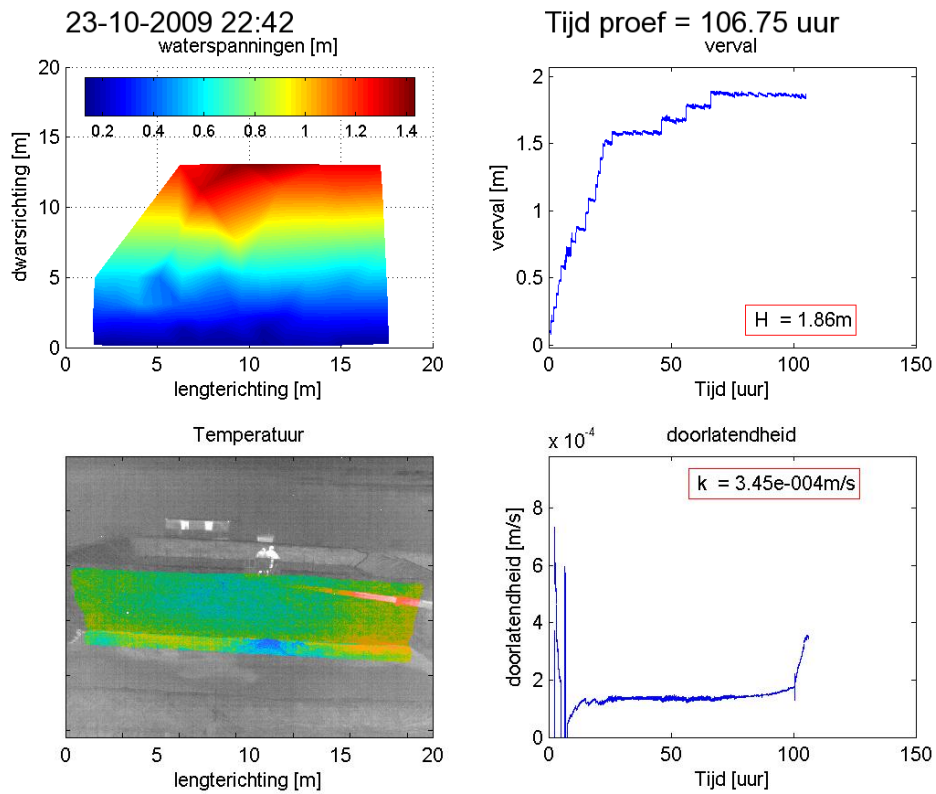 23-10-2009 22:42
Tijd proef = 106.75 uur
waterspanningen [m]
verval
20
15
10
5
0
dwarsrichting [m]
0.2 0.4 0.6 0.8 1 1.2 1.4
0 5 10 15 20
lengterichting [m]
2
1.5
1
0.5
0
verval [m]
H = 1.86m
0 50 100 150
Tijd [uur]
Temperatuur
0 5 10 15 20
lengterichting [m]
doorlatendheid
x 10-4
8
6
4
2
0
doorlatendheid [m/s]
k = 3.45e-004m/s
0 50 100 150
Tijd [uur]